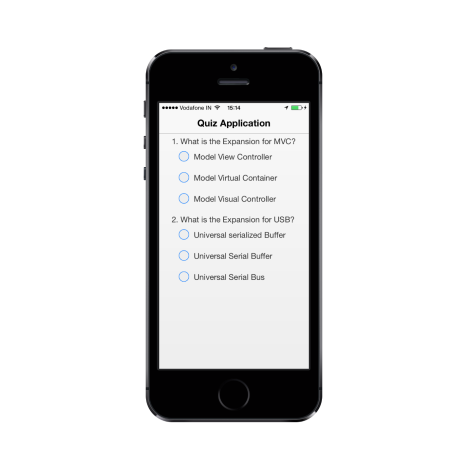 Vodafone IN 15:14
Quiz Application
1. What is the Expansion for MVC?
Model View Controller
Model Virtual Container
Model Visual Controller
2. What is the Expansion for USB?
Universal serialized Buffer
Universal Serial Buffer
Universal Serial Bus